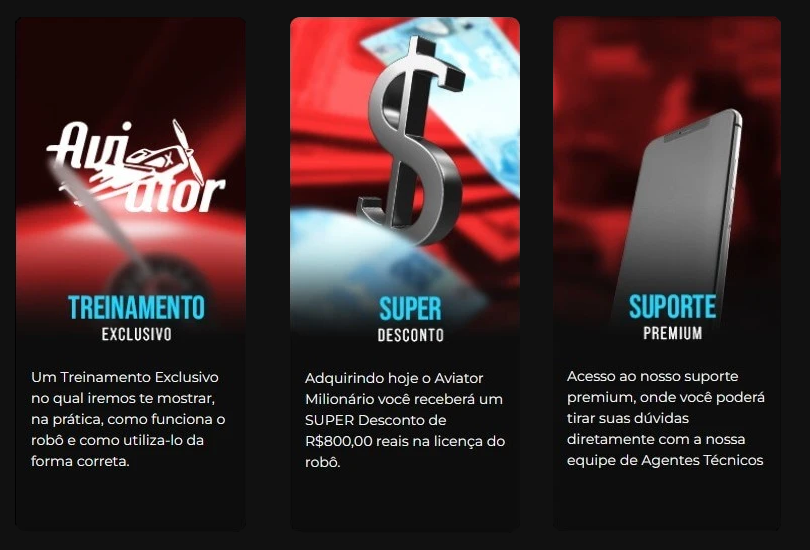 Aviator
TREINAMENTO
EXCLUSIVO
Um Treinamento Exclusivo
no qual iremos te mostrar,
na prática, como funciona o
robô e como utiliza-lo da
forma correta.
SUPER
DESCONTO
Adquirindo hoje o Aviator
Milionário você receberá um
SUPER Desconto de
R$800,00 reais na licença do
robô.
SUPORTE
PREMIUM
Acesso ao nosso suporte
premium, onde você poderá
tirar suas dúvidas
diretamente com a nossa
equipe de Agentes Técnicos